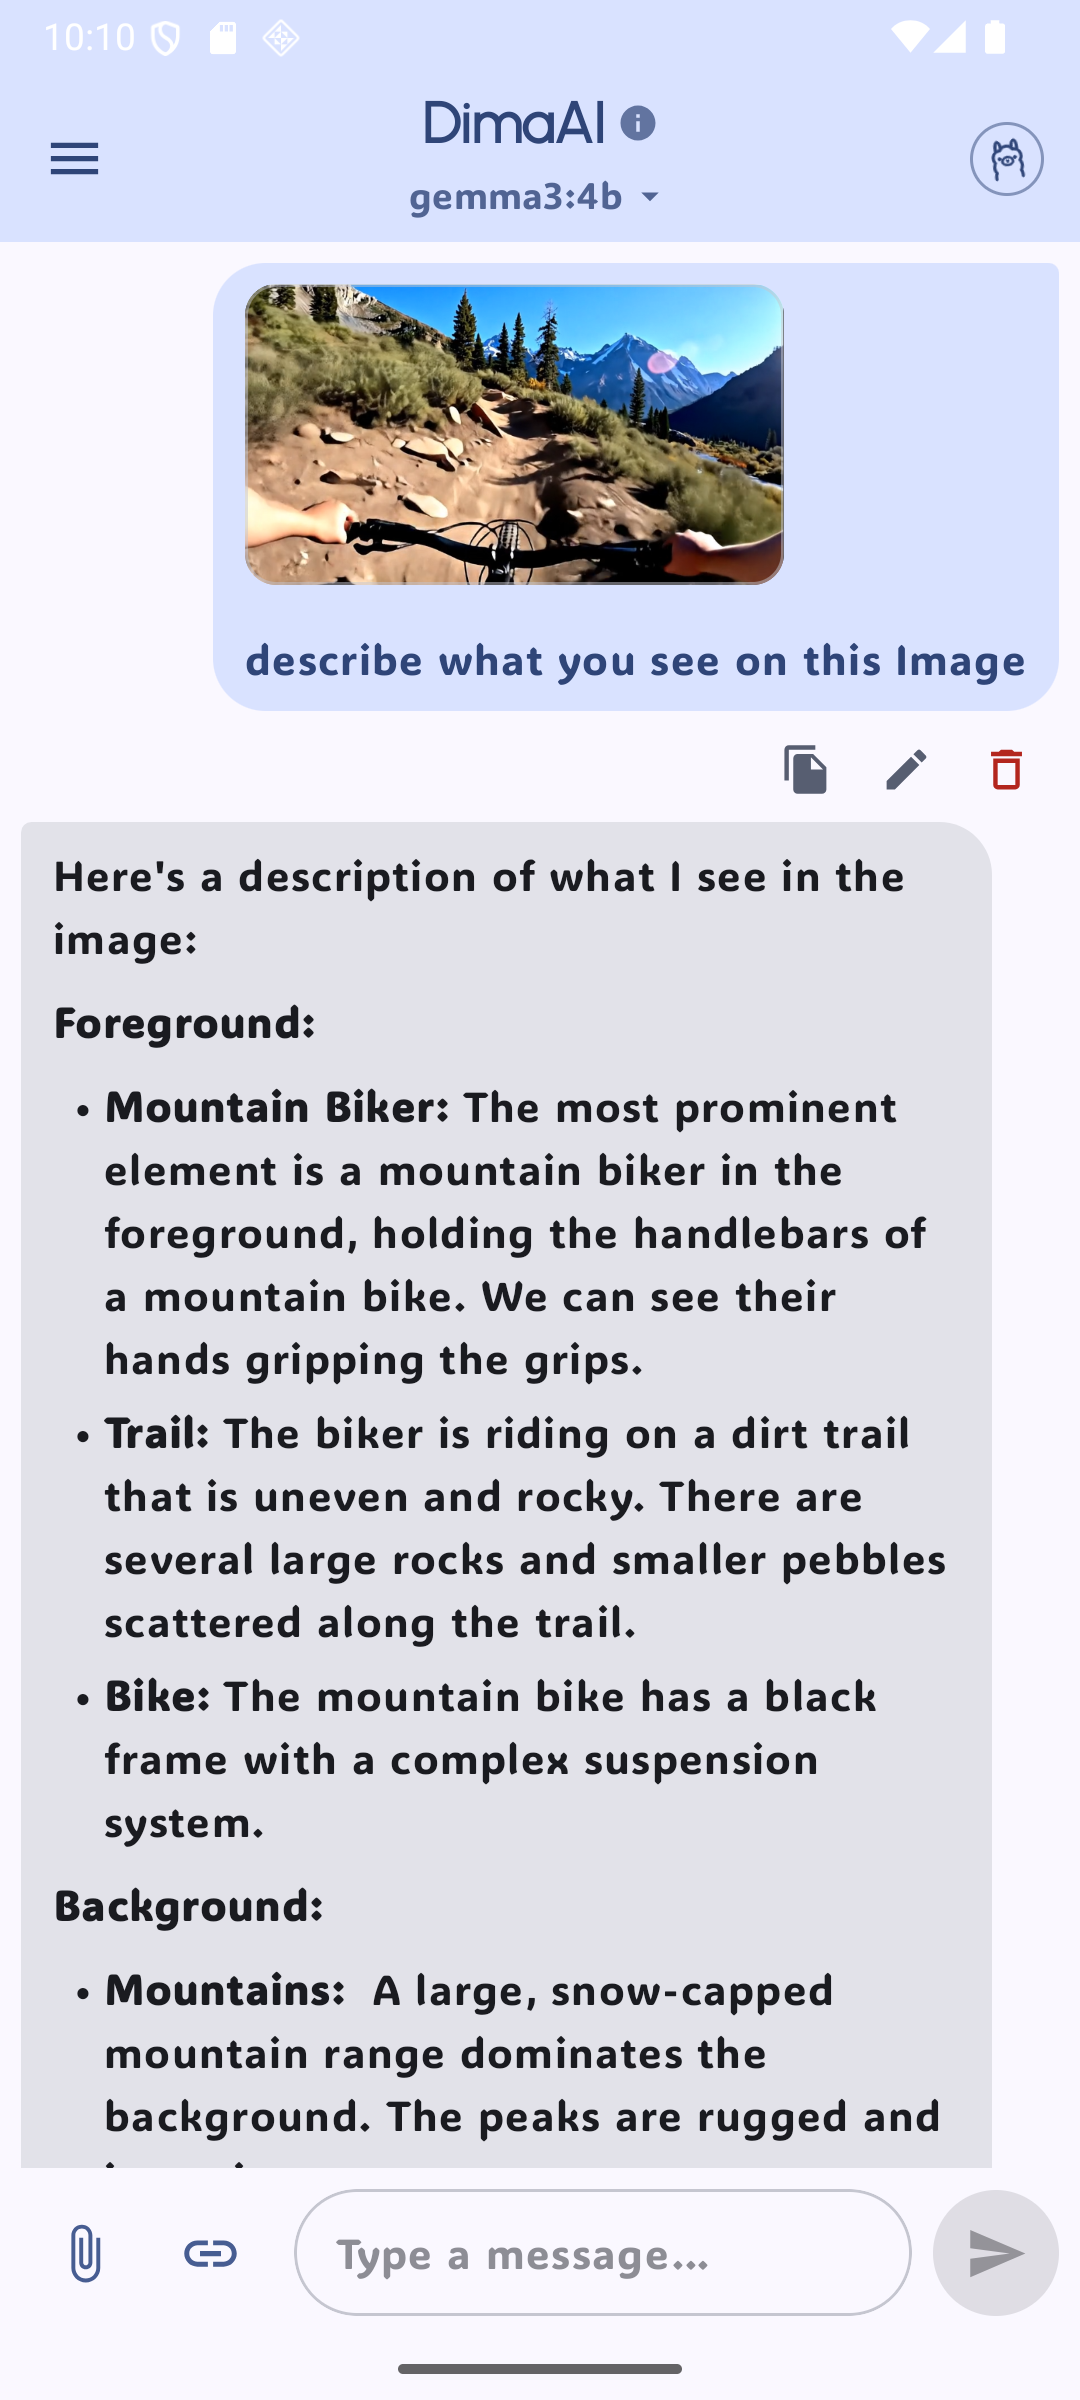 10:10
DimaAI
gemma3:4b
describe what you see on this Image
Here's a description of what I see in the
image:
Foreground:
• Mountain Biker: The most prominent
element is a mountain biker in the
foreground, holding the handlebars of
a mountain bike. We can see their
hands gripping the grips.
• Trail: The biker is riding on a dirt trail
that is uneven and rocky. There are
several large rocks and smaller pebbles
scattered along the trail.
• Bike: The mountain bike has a black
frame with a complex suspension
system.
Background:
• Mountains: A large, snow-capped
mountain range dominates the
background. The peaks are rugged and
Type a message...